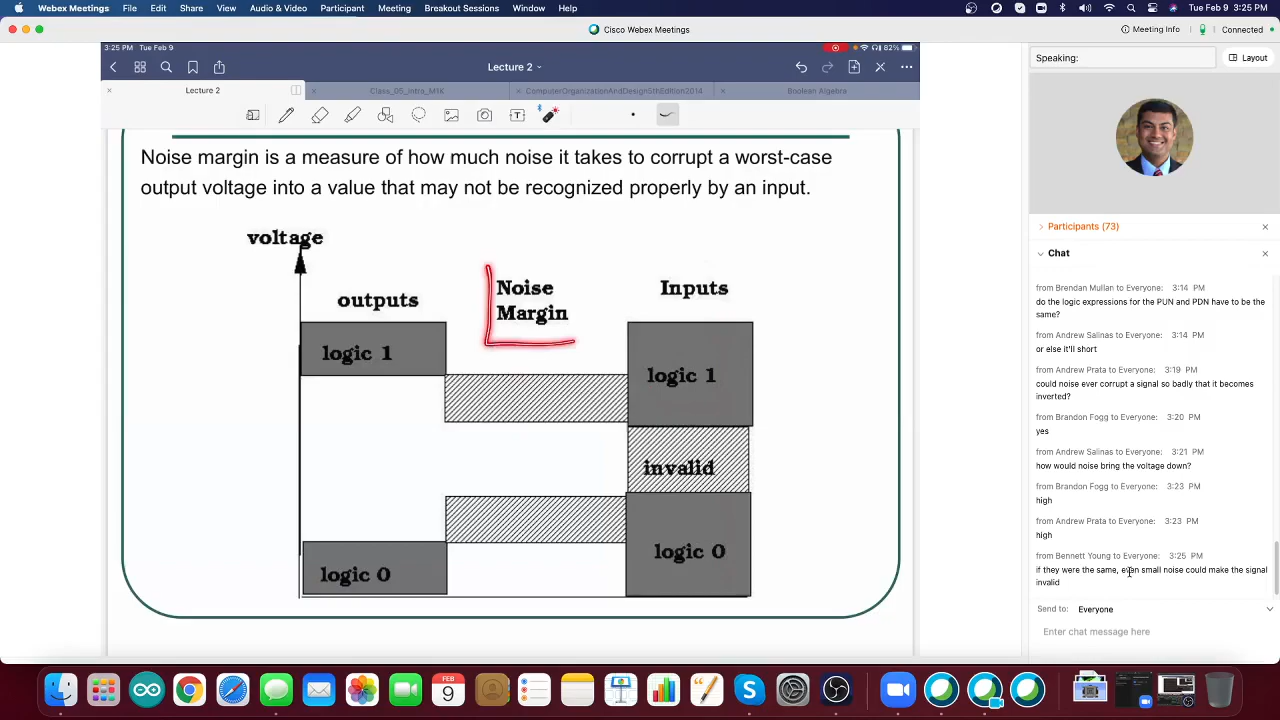 Webex Meetings File Edit Share View Audio & Video Participant Meeting Breakout Sessions Window Help Tue Feb 9 3:25 PM
Cisco Webex Meetings
Meeting Info
Connected
3:25 PM Tue Feb 9
82%
Lecture 2
Lecture 2
Class_05_Intra_M1K
ComputerOrganizationAndDesign5thEdition2014
Boolean Algebra
Noise margin is a measure of how much noise it takes to corrupt a worst-case
output voltage into a value that may not be recognized properly by an input.
voltage
outputs
Noise
Margin
Inputs
logic 1
logic 1
invalid
logic 0
logic 0
Speaking:
Layout
Participants (73)
Chat
from Brendan Mullan to Everyone: 3:14 PM
do the logic expressions for the PUN and PDN have to be the
same?
from Andrew Salinas to Everyone: 3:14 PM
or else it'll short
from Andrew Prata to Everyone: 3:19 PM
could noise ever corrupt a signal so badly that it becomes
inverted?
from Brandon Fogg to Everyone: 3:20 PM
yes
from Andrew Salinas to Everyone: 3:21 PM
how would noise bring the voltage down?
from Brandon Fogg to Everyone: 3:23 PM
high
from Andrew Prata to Everyone: 3:23 PM
high
from Bennett Young to Everyone: 3:25 PM
if they were the same, even small noise could make the signal
invalid
Send to: Everyone
Enter chat message here
FEB
9